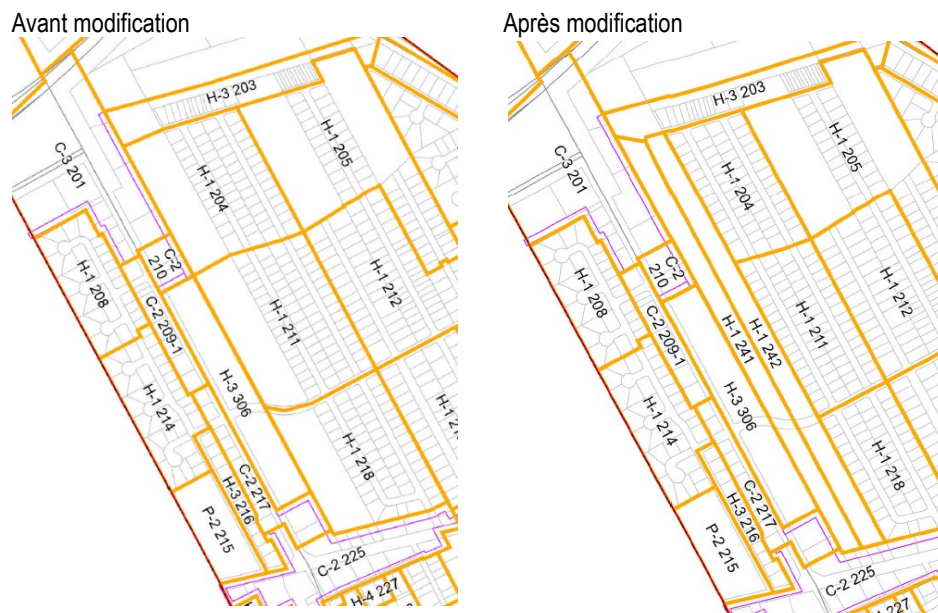 Avant modification
H-3 203
C-3 201
H-1 205
H-1 204
C-2
210
H-1 208
H-1 212
C-2 209-1
H-1 211
H-3 306
H-1 214
H-1 218
C-2 217
H-3 216
P-2 215
C-2 225
H-4 227
Après modification
H-3 203
C-3 201
H-1 205
H-1 204
C-2
210
H-1 208
H-1 212
C-2 209-1
H-1 211
H-1 242
H-1 241
H-3 306
H-1 214
H-1 218
C-2 217
H-3 216
P-2 215
C-2 225